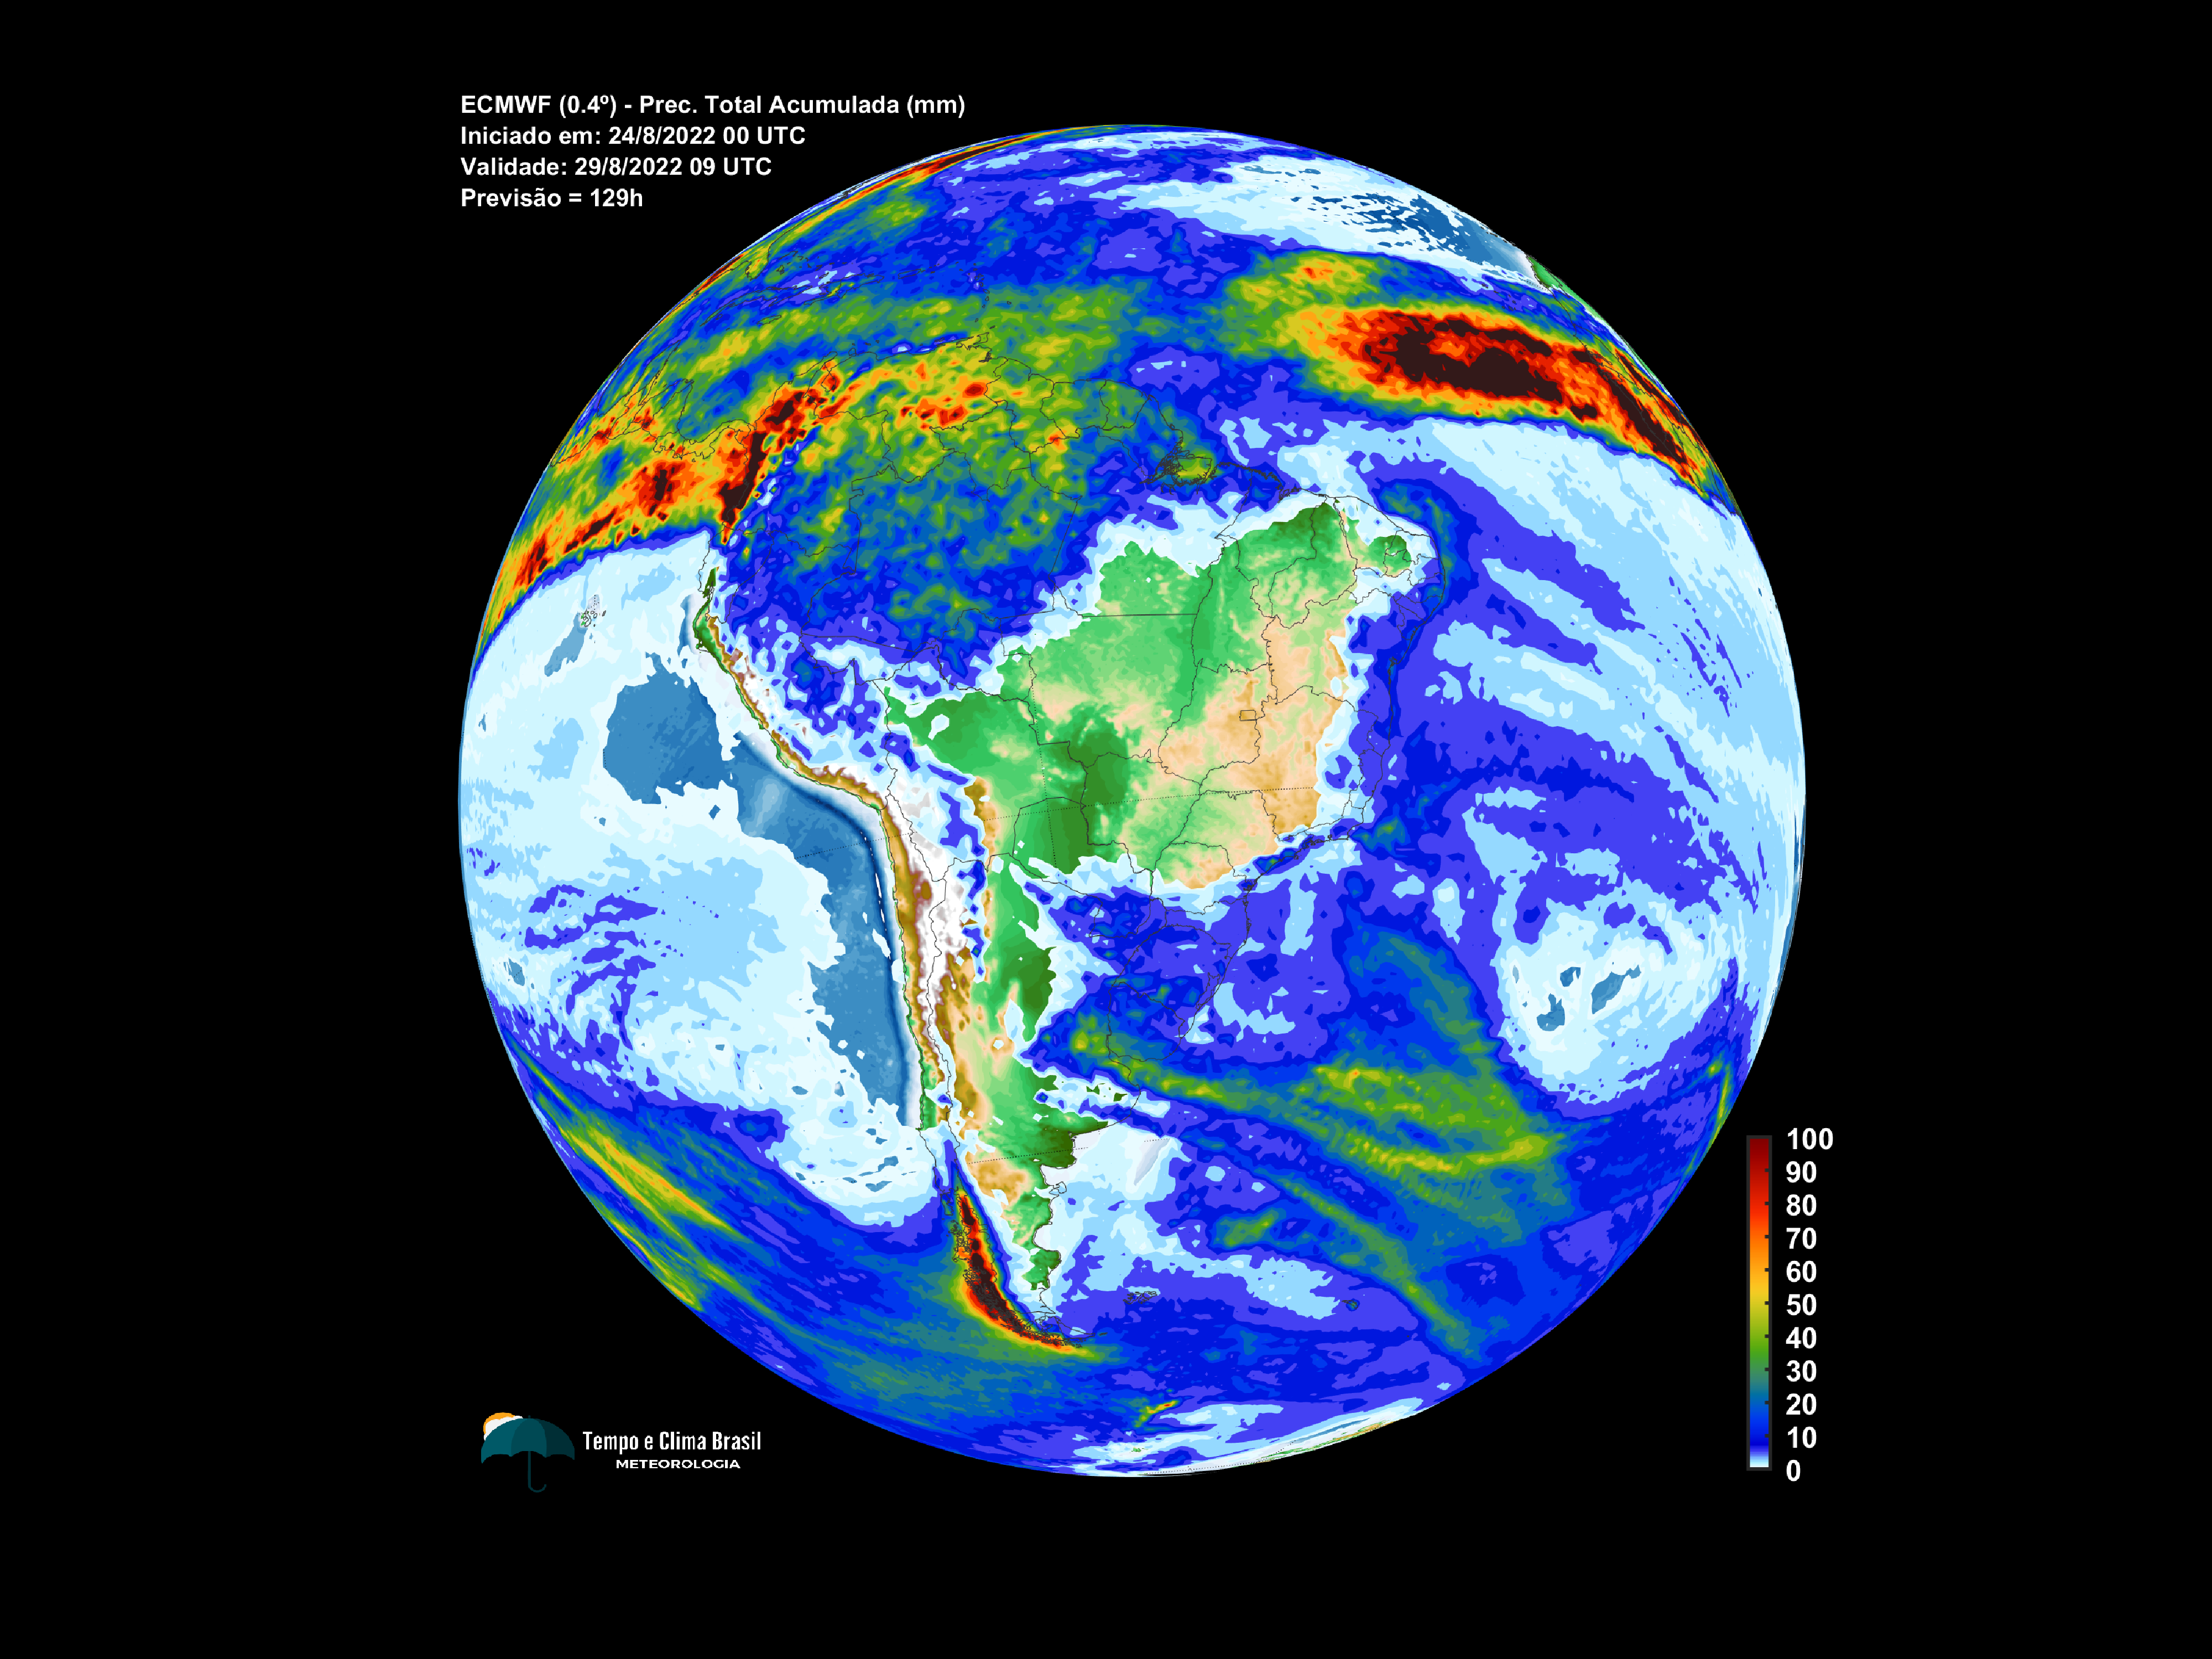 ECMWF (0.4º) - Prec. Total Acumulada (mm)
Iniciado em: 24/8/2022 00 UTC
Validade: 29/8/2022 09 UTC
Previsão = 129h
100
90
80
70
60
50
40
30
20
10
0
Tempo e Clima Brasil
METEOROLOGIA